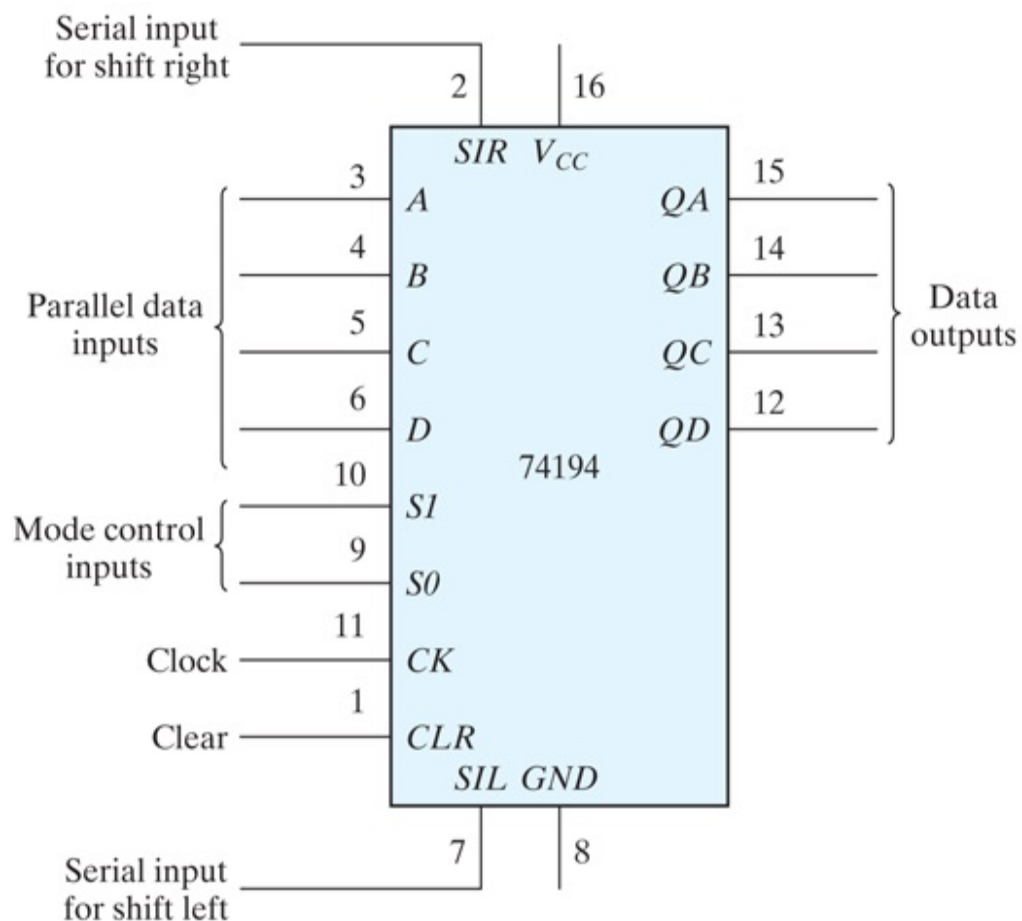 Serial input
for shift right
2
16
SIR VCC
3
A
QA
15
4
B
QB
14
Parallel data
inputs
5
C
QC
13
Data
outputs
6
D
QD
12
74194
10
S1
Mode control
inputs
9
S0
11
Clock
CK
1
Clear
CLR
SIL GND
7
8
Serial input
for shift left